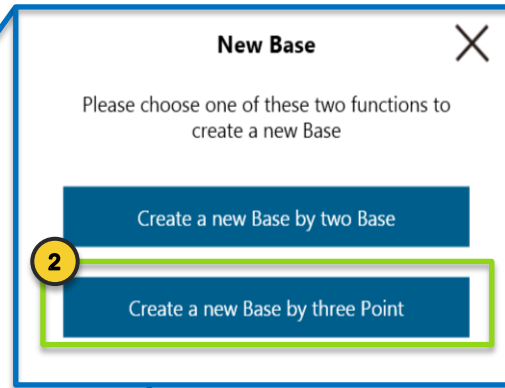 New Base
Please choose one of these two functions to
create a new Base
Create a new Base by two Base
2
Create a new Base by three Point